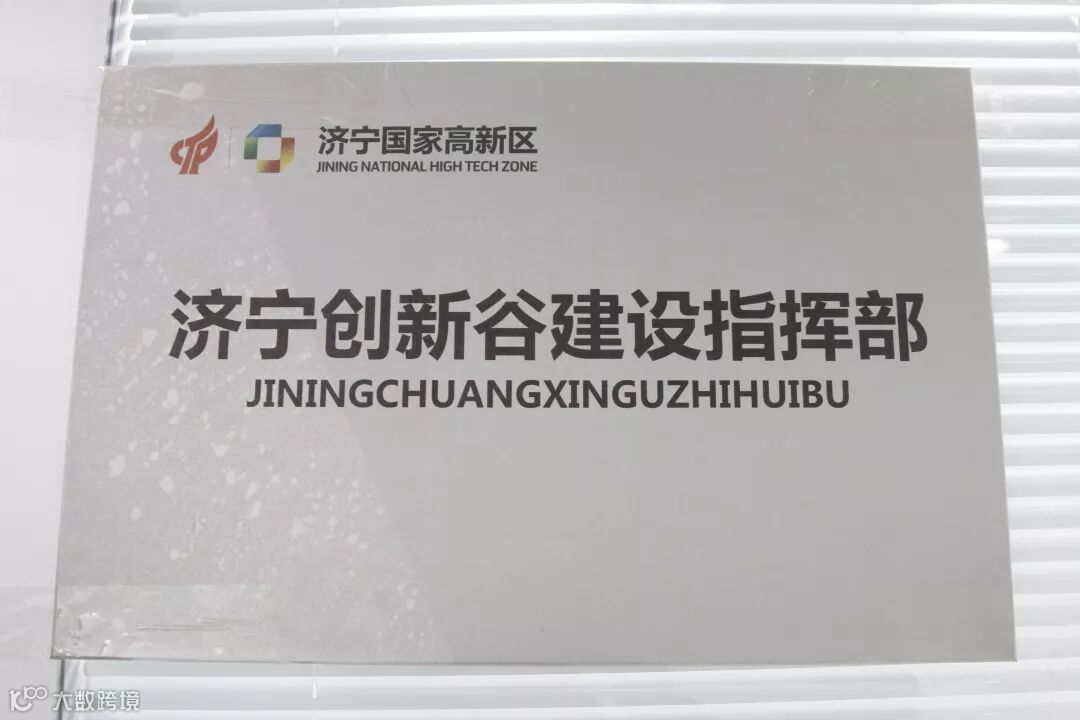 济宁国家高新区
JINING NATIONAL HIGH TECH ZONE
济宁创新谷建设指挥部
JININGCHUANGXINGUZHIHUIBU
大数跨境